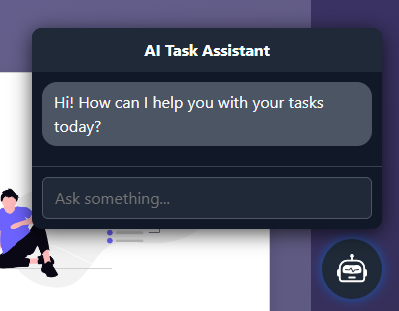 AI Task Assistant
Hi! How can I help you with your tasks
today?
Ask something...